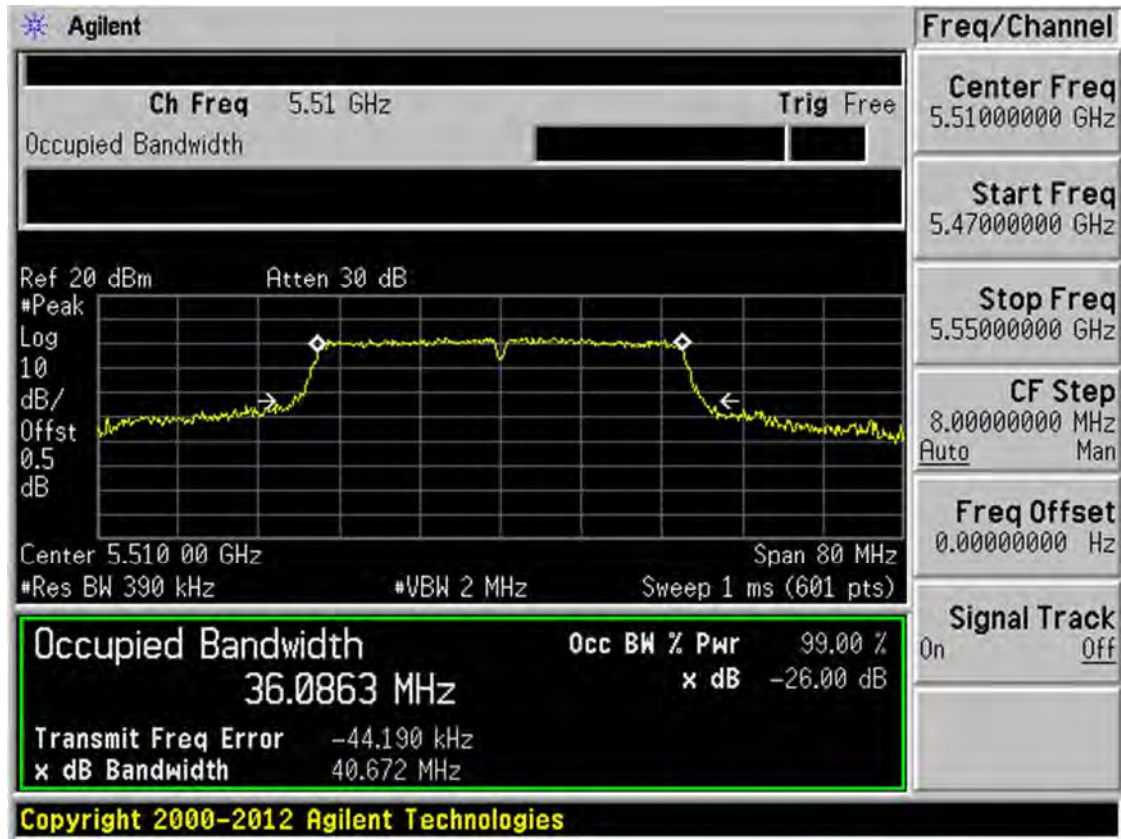 Agilent
Freq/Channel
Ch Freq 5.51 GHz
Trig Free
Occupied Bandwidth
Center Freq
5.51000000 GHz
Start Freq
5.47000000 GHz
Stop Freq
5.55000000 GHz
CF Step
8.00000000 MHz
Auto Man
Freq Offset
0.00000000 Hz
Signal Track
On Off
Ref 20 dBm
Atten 30 dB
#Peak
Log
10
dB/
Offst
0.5
dB
Center 5.510 00 GHz
Span 80 MHz
#Res BW 390 kHz
#VBW 2 MHz
Sweep 1 ms (601 pts)
Occupied Bandwidth
36.0863 MHz
Occ BW % Pwr 99.00 %
x dB -26.00 dB
Transmit Freq Error -44.190 kHz
x dB Bandwidth 40.672 MHz
Copyright 2000-2012 Agilent Technologies